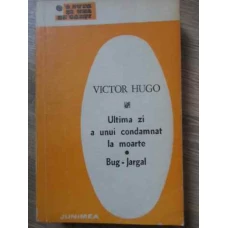 VICTOR HUGO
Ultima zi
a unui condamnat
la moarte
*
Bug-Jargal
JUNIMEA